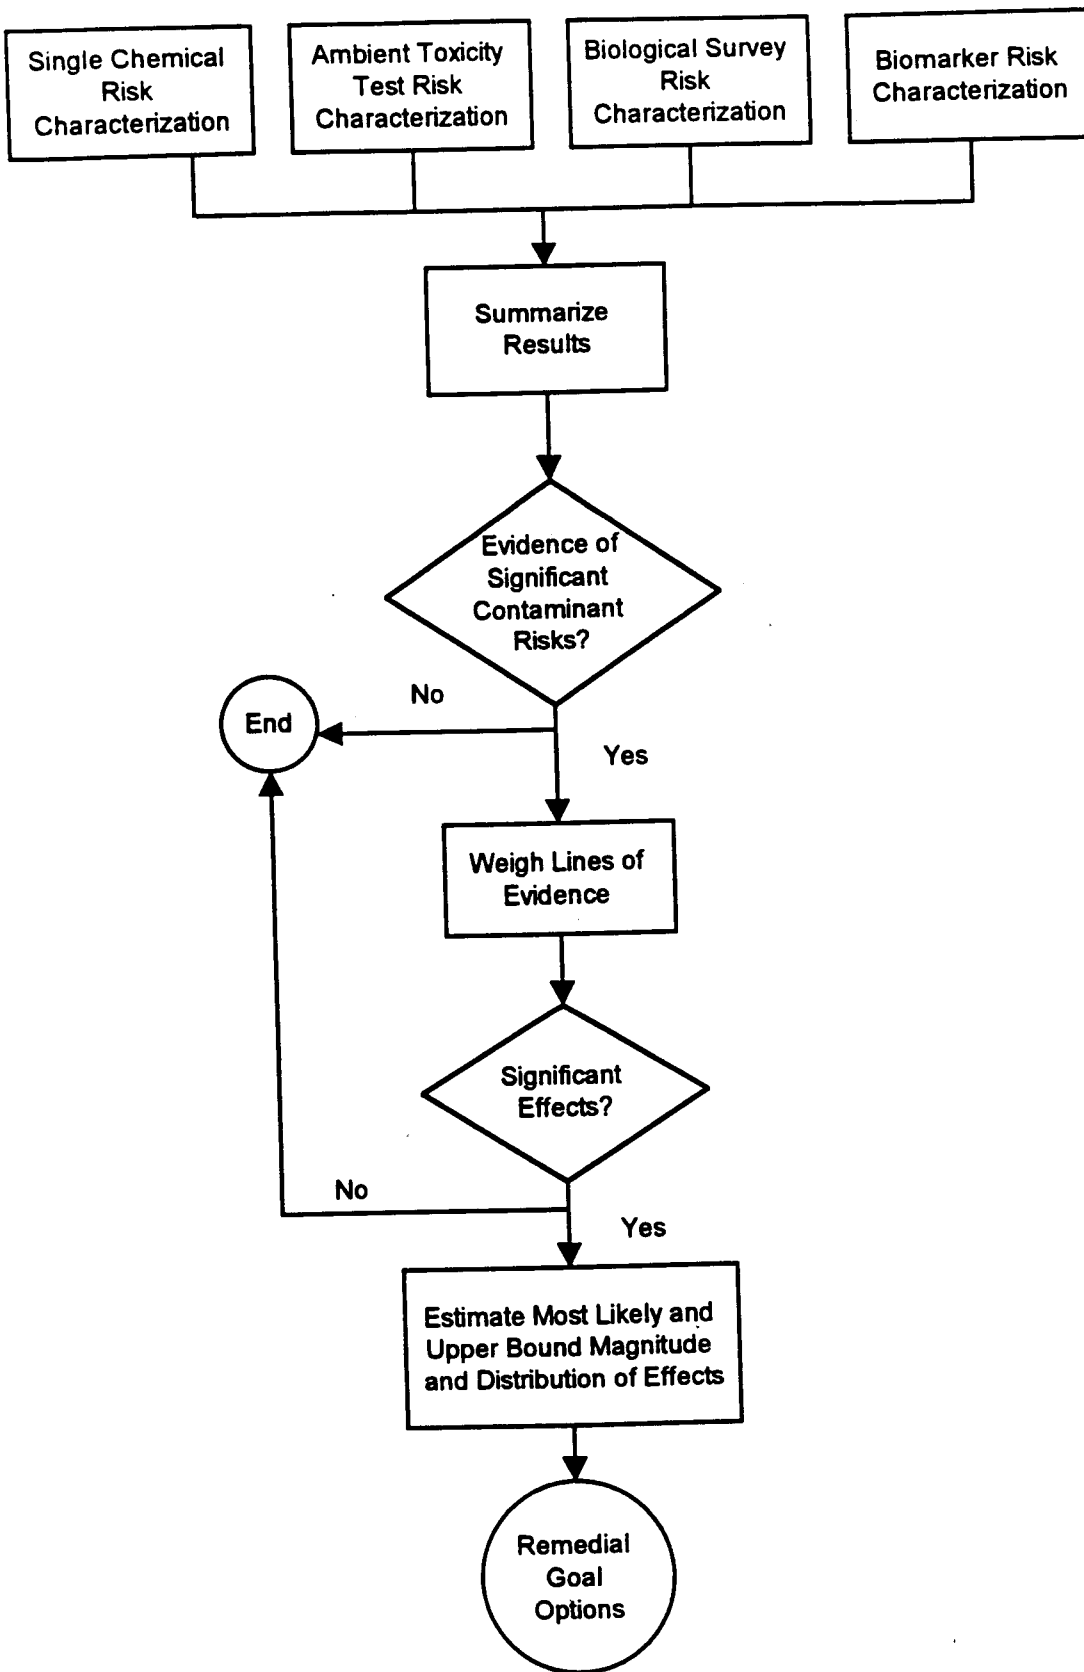 Single Chemical
Risk
Characterization
Ambient Toxicity
Test Risk
Characterization
Biological Survey
Risk
Characterization
Biomarker Risk
Characterization
Summarize
Results
Evidence of
Significant
Contaminant
Risks?
No
End
Yes
Weigh Lines of
Evidence
Significant
Effects?
No
Yes
Estimate Most Likely and
Upper Bound Magnitude
and Distribution of Effects
Remedial
Goal
Options